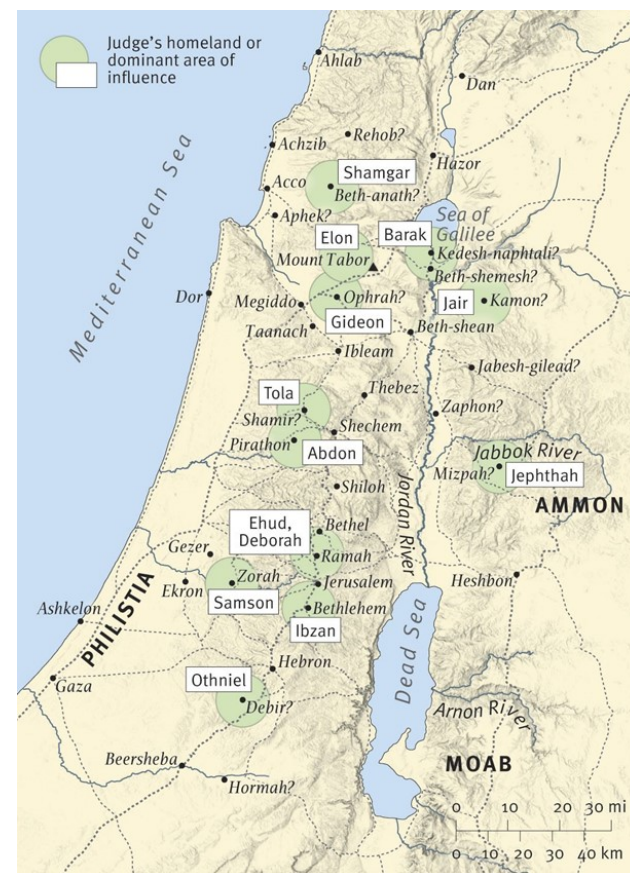 Judge's homeland or
dominant area of
influence
Ahlab
Dan
Rehob?
Achzib
Hazor
Shamgar
Acco
Beth-anath?
Aphek?
Sea of
Galilee
Elon
Barak
Mount Tabor
Kedesh-naphtali?
Beth-shemesh?
Mediterranean Sea
Dor
Megiddo
Ophrah?
Jair
Kamon?
Gideon
Taanach
Beth-shean
Ibleam
Jabesh-gilead?
Tola
Thebez
Shamir?
Zaphon?
Shechem
Pirathon
Abdon
Jabbok River
Mizpah?
Jephthah
Shiloh
Jordan River
AMMON
Ehud,
Deborah
Bethel
Gezer
Ramah
Zorah
Jerusalem
Ekron
Heshbon
Samson
Bethlehem
Ashkelon
PHILISTIA
Ibzan
Dead Sea
Hebron
Othniel
Gaza
Debir?
Arnon River
Beersheba
MOAB
Hormah?
0 10 20 30 mi
0 10 20 30 40 km